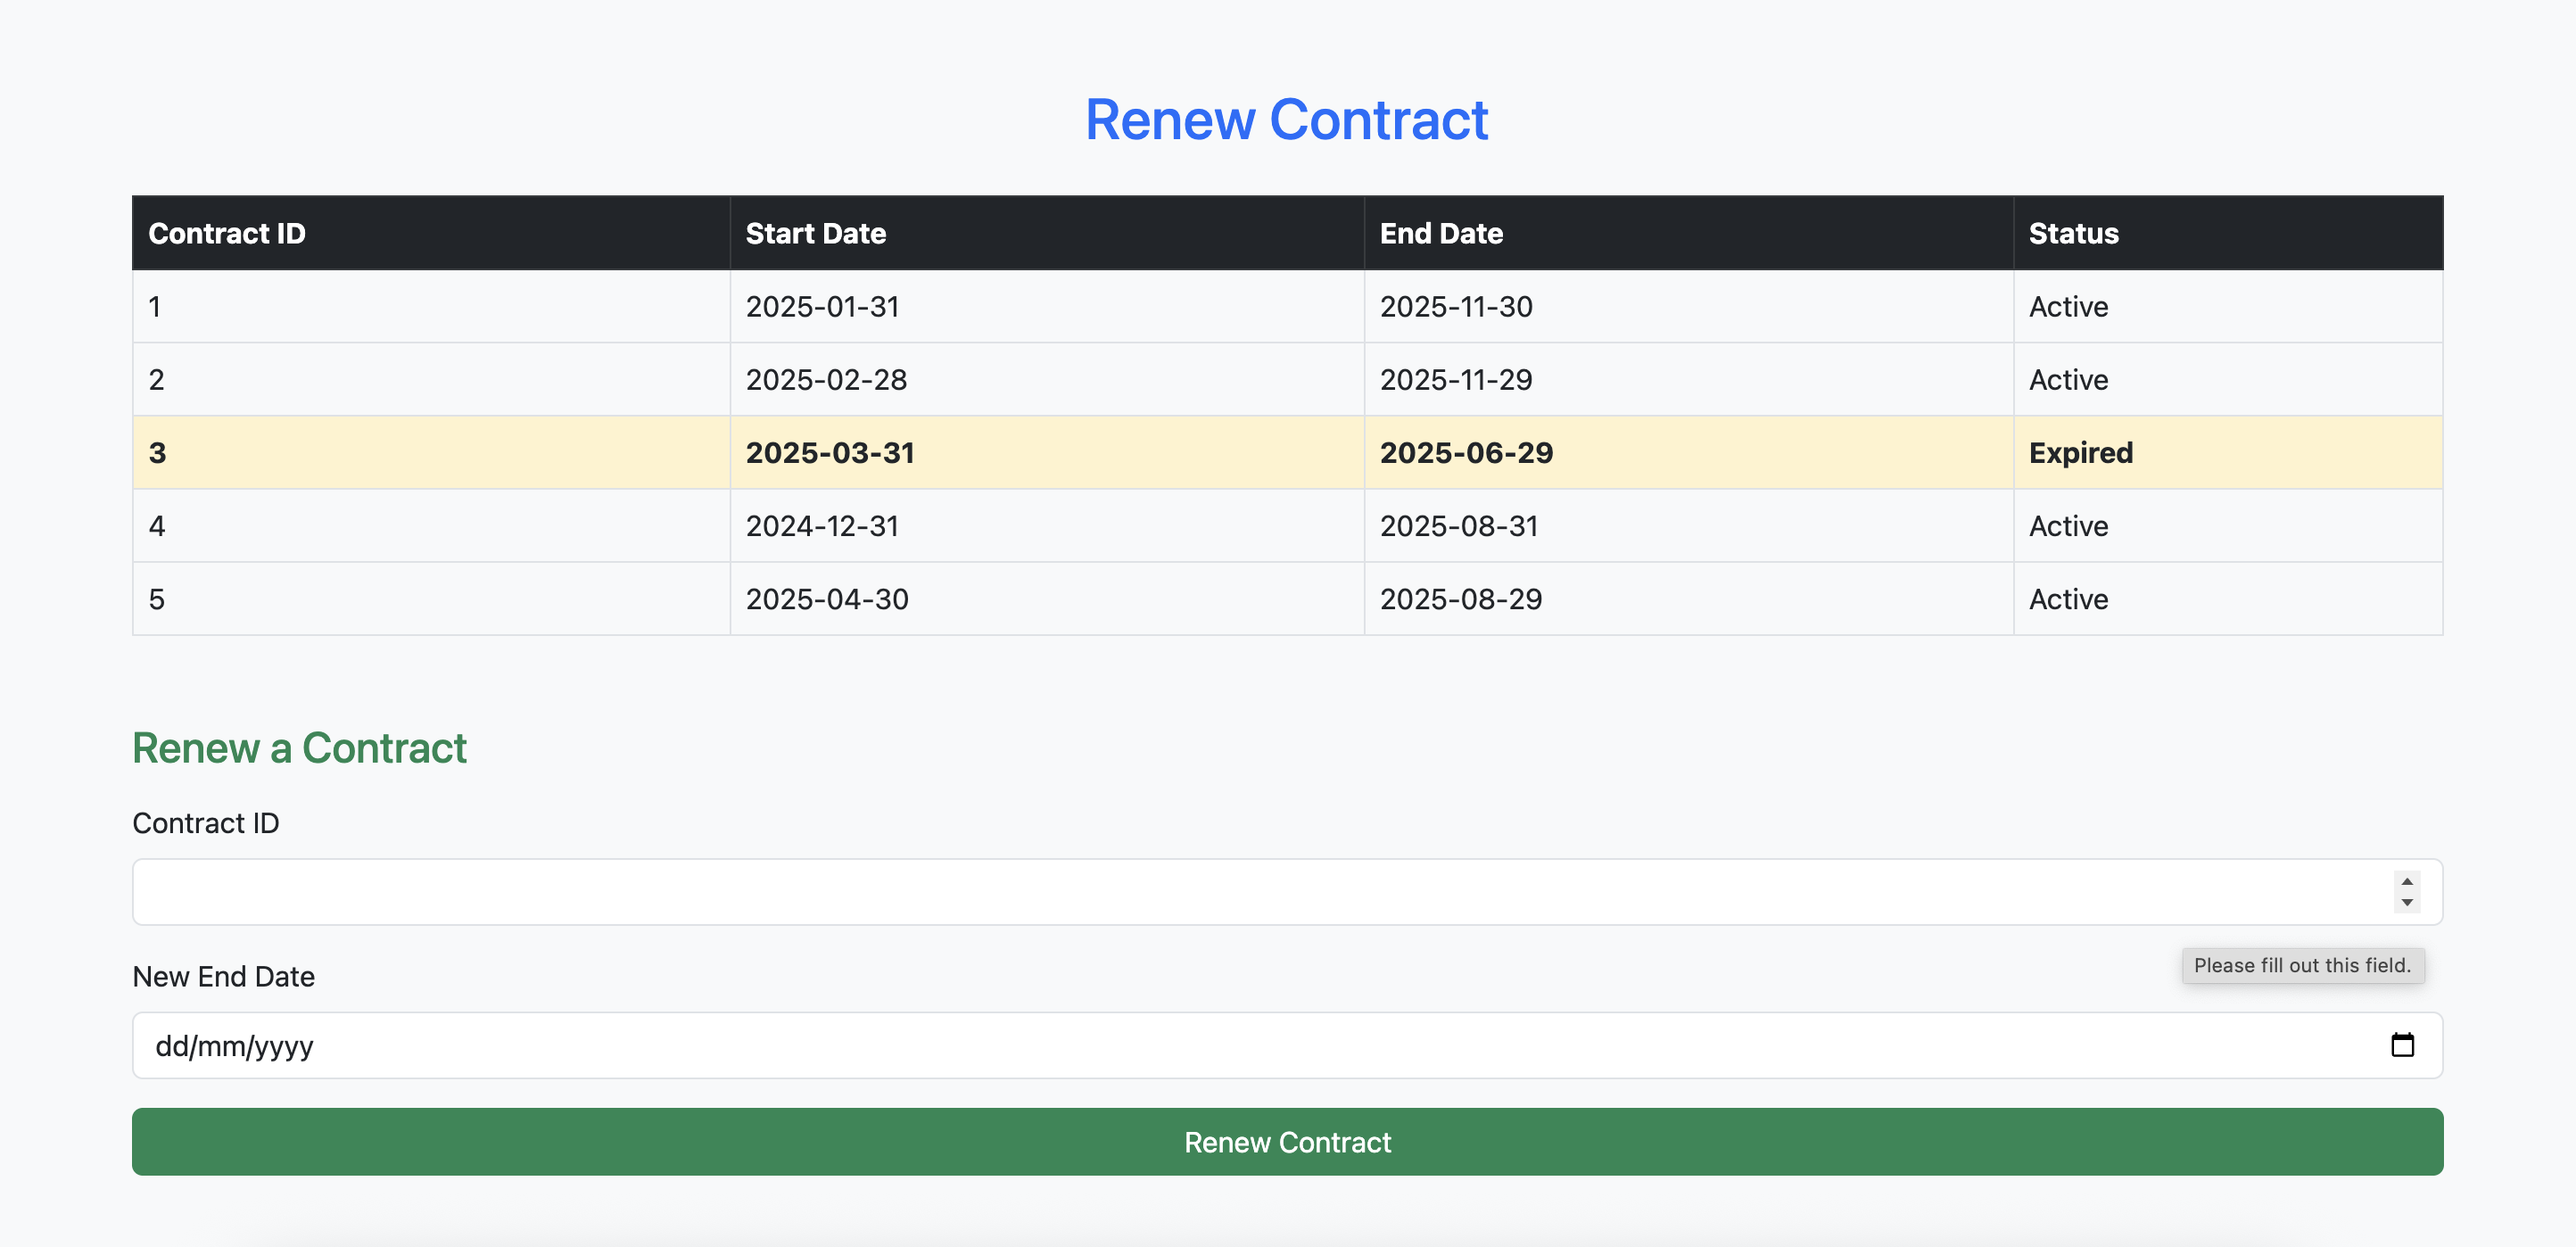 Renew Contract
Contract ID Start Date End Date Status
1 2025-01-31 2025-11-30 Active
2 2025-02-28 2025-11-29 Active
3 2025-03-31 2025-06-29 Expired
4 2024-12-31 2025-08-31 Active
5 2025-04-30 2025-08-29 Active
Renew a Contract
Contract ID
Please fill out this field.
New End Date
dd/mm/yyyy
Renew Contract